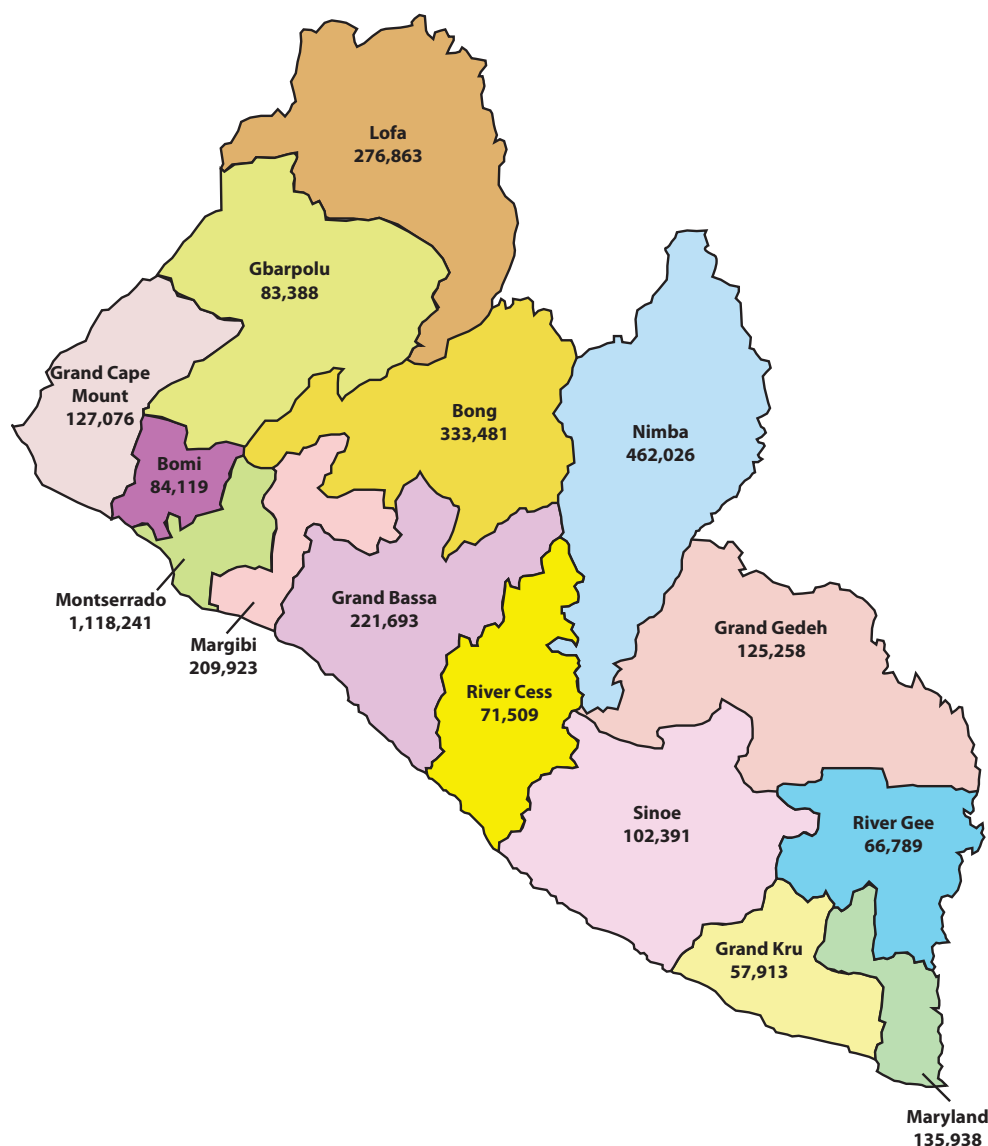 Lofa
276,863
Gbarpolu
83,388
Grand Cape
Mount
127,076
Bong
333,481
Nimba
462,026
Bomi
84,119
Montserrado
1,118,241
Margibi
209,923
Grand Bassa
221,693
Grand Gedeh
125,258
River Cess
71,509
Sinoe
102,391
River Gee
66,789
Grand Kru
57,913
Maryland
135,938